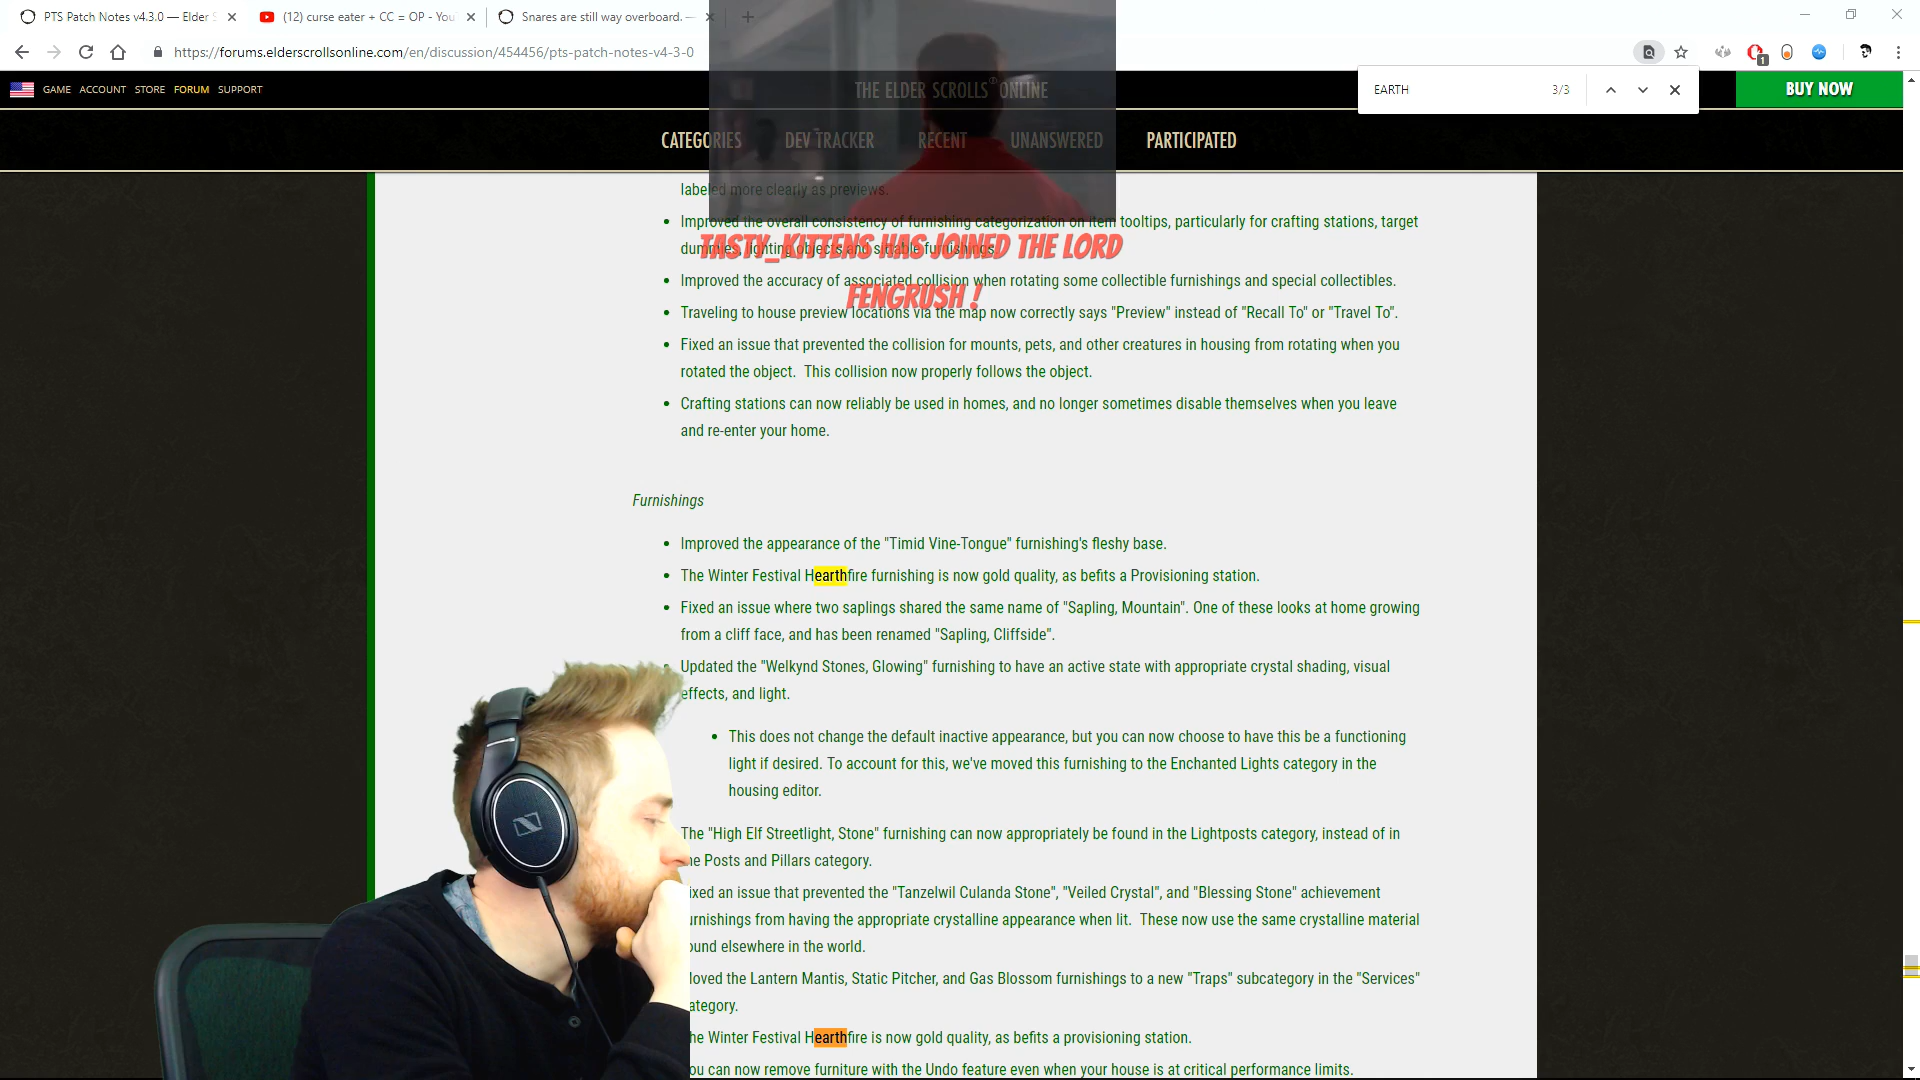 PTS Patch Notes v4.3.0 — Elder S
(12) curse eater + CC = OP - You
Snares are still way overboard. —
https://forums.elderscrollsonline.com/en/discussion/454456/pts-patch-notes-v4-3-0
1
EARTH
3/3
GAME ACCOUNT STORE FORUM SUPPORT
THE ELDER SCROLLS ONLINE
BUY NOW
CATEGORIES DEV TRACKER RECENT UNANSWERED PARTICIPATED
labeled more clearly as previews.
Improved the overall consistency of furnishing categorization on item tooltips, particularly for crafting stations, target
dummies, lighting objects and sittable furnishings.
TASTY_KITTENS HAS JOINED THE LORD
FENGRUSH !
Improved the accuracy of associated collision when rotating some collectible furnishings and special collectibles.
Traveling to house preview locations via the map now correctly says "Preview" instead of "Recall To" or "Travel To".
Fixed an issue that prevented the collision for mounts, pets, and other creatures in housing from rotating when you
rotated the object. This collision now properly follows the object.
Crafting stations can now reliably be used in homes, and no longer sometimes disable themselves when you leave
and re-enter your home.
Furnishings
Improved the appearance of the "Timid Vine-Tongue" furnishing's fleshy base.
The Winter Festival Hearthfire furnishing is now gold quality, as befits a Provisioning station.
Fixed an issue where two saplings shared the same name of "Sapling, Mountain". One of these looks at home growing
from a cliff face, and has been renamed "Sapling, Cliffside".
Updated the "Welkynd Stones, Glowing" furnishing to have an active state with appropriate crystal shading, visual
effects, and light.
This does not change the default inactive appearance, but you can now choose to have this be a functioning
light if desired. To account for this, we've moved this furnishing to the Enchanted Lights category in the
housing editor.
The "High Elf Streetlight, Stone" furnishing can now appropriately be found in the Lightposts category, instead of in
he Posts and Pillars category.
ixed an issue that prevented the "Tanzelwil Culanda Stone", "Veiled Crystal", and "Blessing Stone" achievement
urnishings from having the appropriate crystalline appearance when lit. These now use the same crystalline material
ound elsewhere in the world.
oved the Lantern Mantis, Static Pitcher, and Gas Blossom furnishings to a new "Traps" subcategory in the "Services"
ategory.
he Winter Festival Hearthfire is now gold quality, as befits a provisioning station.
ou can now remove furniture with the Undo feature even when your house is at critical performance limits.